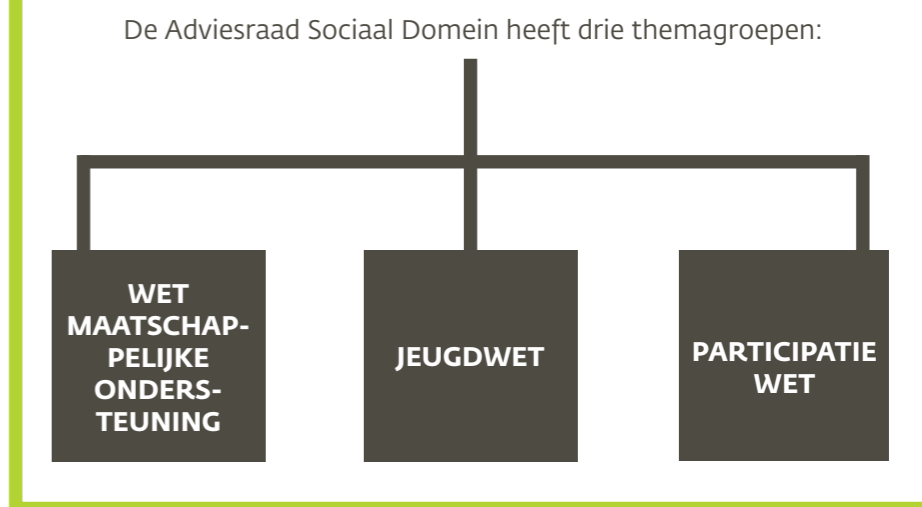 De Adviesraad Sociaal Domein heeft drie themagroepen:
WET
MAATSCHAP-
PELIJKE
ONDERS-
TEUNING
JEUGDWET
PARTICIPATIE
WET